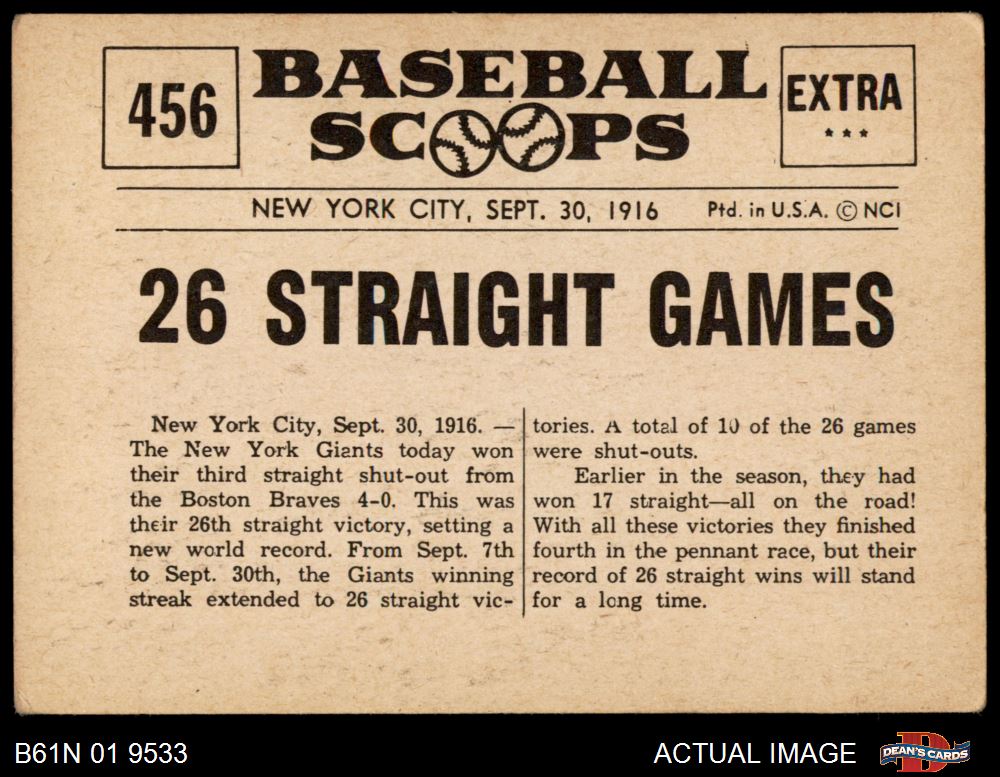 456
BASEBALL
SCOOPS
EXTRA
***
NEW YORK CITY, SEPT. 30, 1916 Ptd. in U.S.A. © NCI
26 STRAIGHT GAMES
New York City, Sept. 30, 1916. —
The New York Giants today won
their third straight shut-out from
the Boston Braves 4-0. This was
their 26th straight victory, setting a
new world record. From Sept. 7th
to Sept. 30th, the Giants winning
streak extended to 26 straight vic-
tories. A total of 10 of the 26 games
were shut-outs.
Earlier in the season, they had
won 17 straight—all on the road!
With all these victories they finished
fourth in the pennant race, but their
record of 26 straight wins will stand
for a long time.
B61N 01 9533
ACTUAL IMAGE
D
DEAN'S CARDS